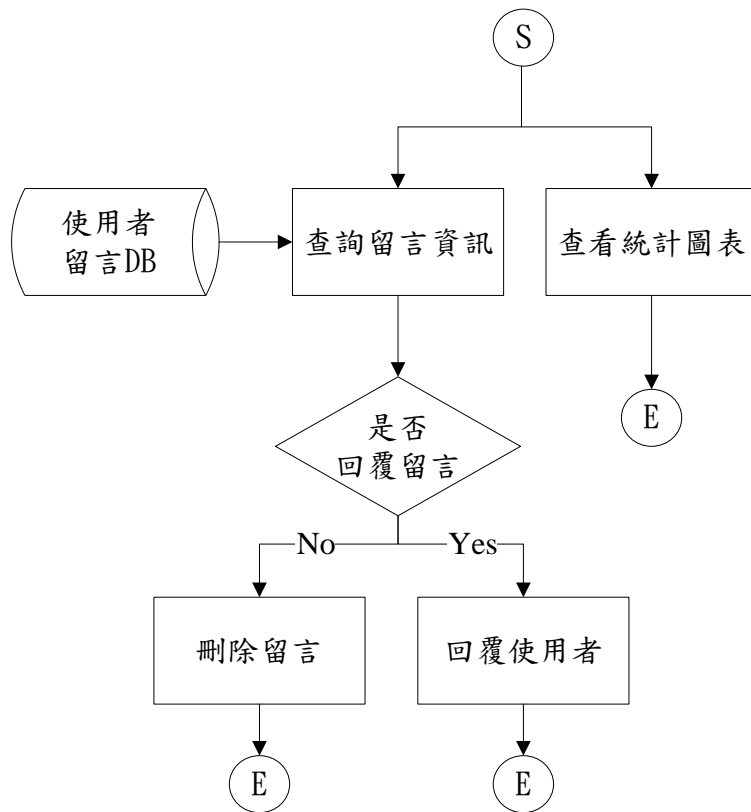 S
使用者
留言DB
查詢留言資訊
查看統計圖表
E
是否
回覆留言
No
Yes
刪除留言
回覆使用者
E
E